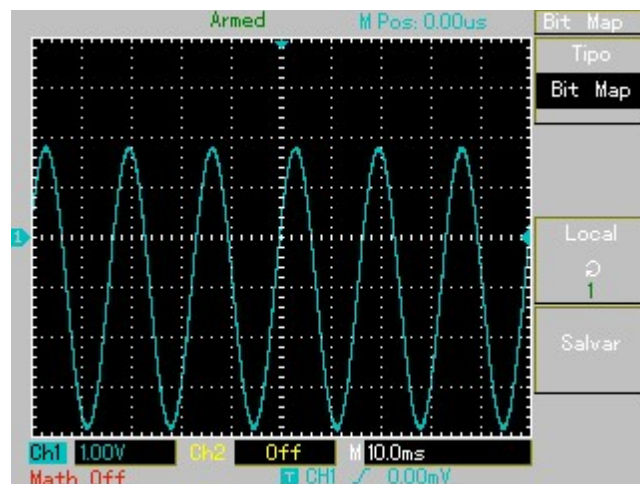 Armed M Pos: 0.00us Bit Map
Tipo
Bit Map
1 Local
1
Salvar
Ch1 1.00V Ch2 Off M 10.0ms
Math Off T CH1 0.00mV